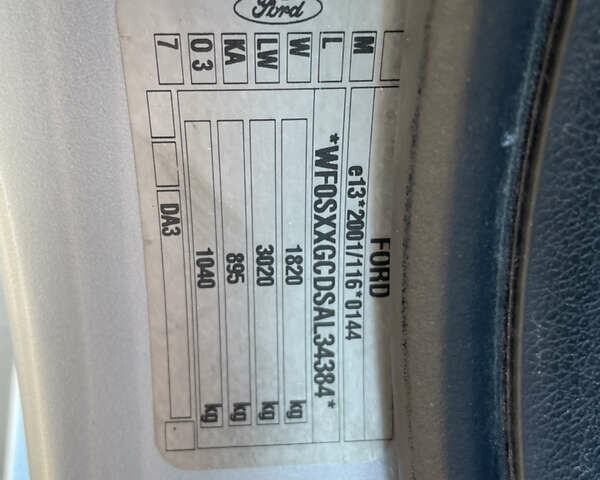 FORD
e13*2001/116*0144
*WF0SXXGCDSAL34384*
1820 kg
3020 kg
895 kg
1040 kg
DA3
M
L
W
LW
KA
0 3
7
Ford